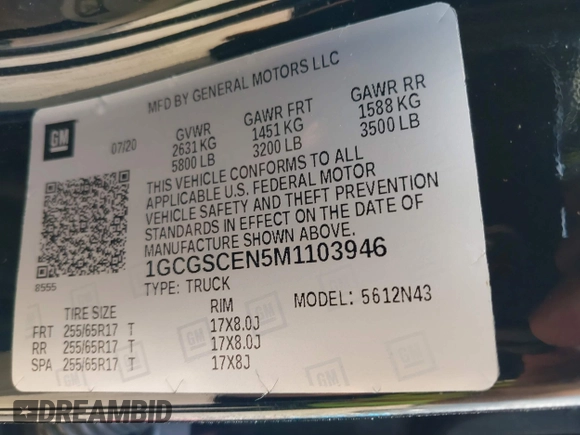 MFD BY GENERAL MOTORS LLC
GM
07/20
GVWR
2631 KG
5800 LB
GAWR FRT
1451 KG
3200 LB
GAWR RR
1588 KG
3500 LB
THIS VEHICLE CONFORMS TO ALL
APPLICABLE U.S. FEDERAL MOTOR
VEHICLE SAFETY AND THEFT PREVENTION
STANDARDS IN EFFECT ON THE DATE OF
MANUFACTURE SHOWN ABOVE.
1GCGSCEN5M1103946
TYPE: TRUCK
MODEL: 5612N43
TIRE SIZE RIM
FRT 255/65R17 T 17X8.0J
RR 255/65R17 T 17X8.0J
SPA 255/65R17 T 17X8J
DREAMBID